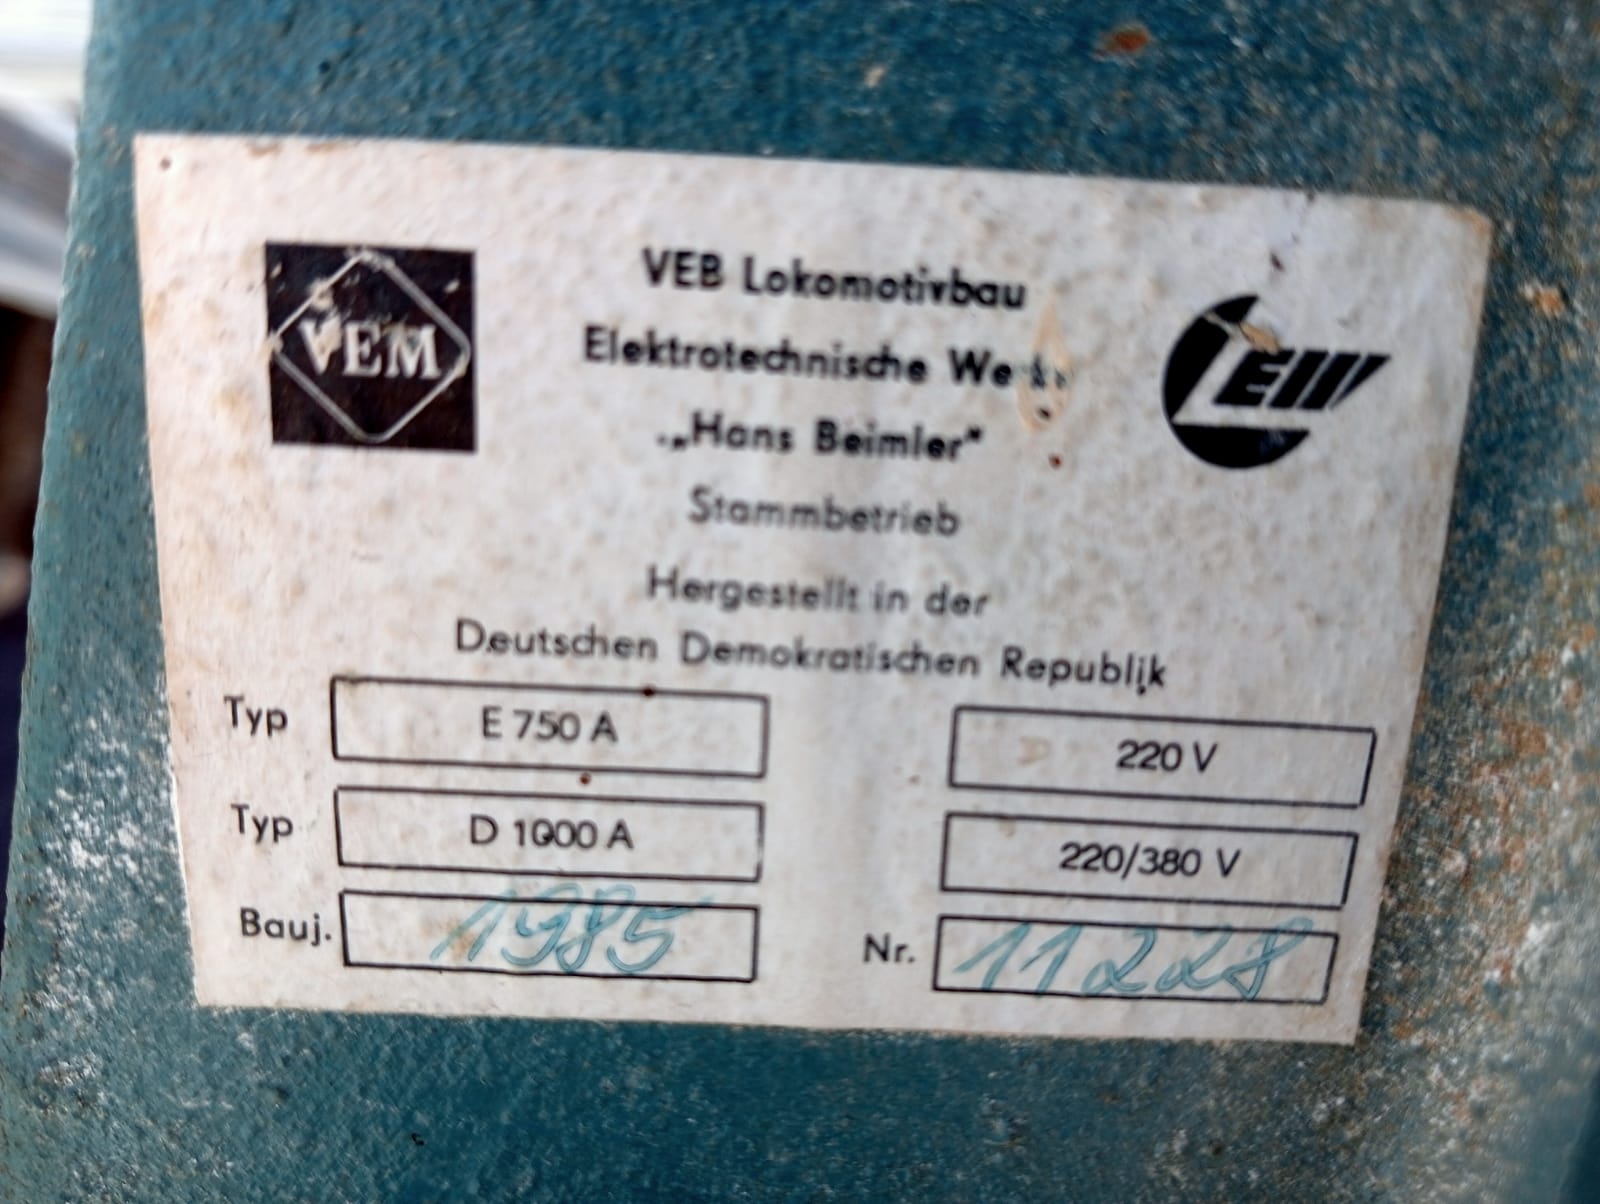 VEM
VEB Lokomotivbau
Elektrotechnische Werke
„Hans Beimler"
LEW
Stammbetrieb
Hergestellt in der
Deutschen Demokratischen Republik
Typ E 750 A 220 V
Typ D 1000 A 220/380 V
Bauj. 1985 Nr. 11228